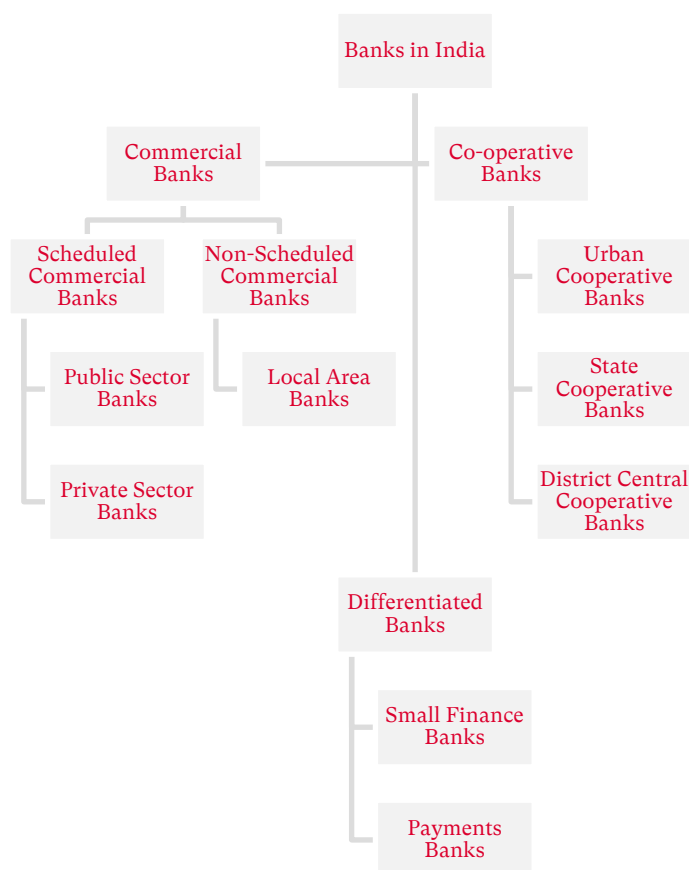 Banks in India
Commercial
Banks
Co-operative
Banks
Scheduled
Commercial
Banks
Non-Scheduled
Commercial
Banks
Urban
Cooperative
Banks
Public Sector
Banks
Local Area
Banks
State
Cooperative
Banks
Private Sector
Banks
District Central
Cooperative
Banks
Differentiated
Banks
Small Finance
Banks
Payments
Banks